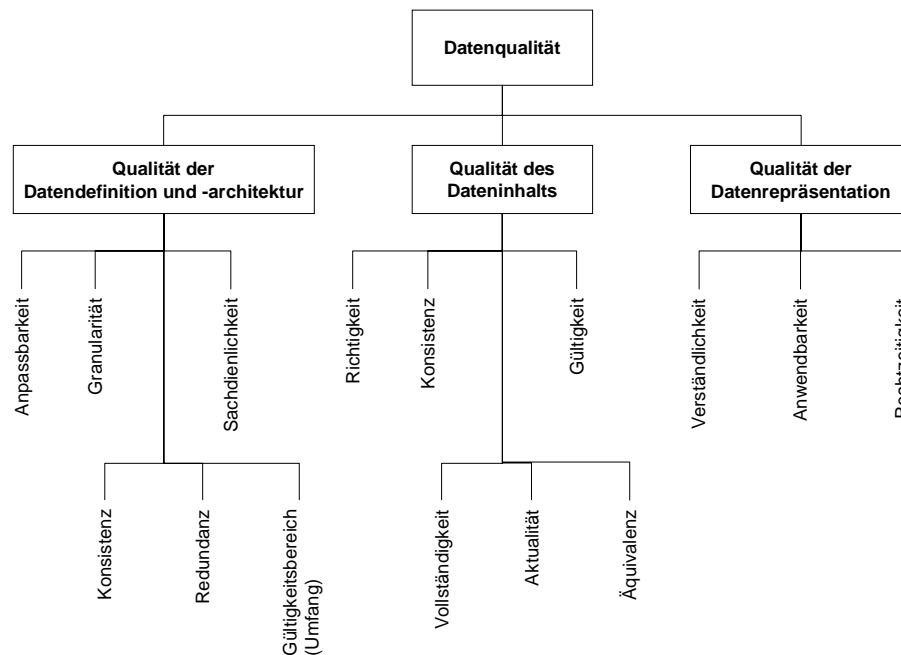 Datenqualität
Qualität der
Datendefinition und -architektur
Qualität des
Dateninhalts
Qualität der
Datenrepräsentation
Anpassbarkeit
Granularität
Sachdienlichkeit
Richtigkeit
Konsistenz
Gültigkeit
Verständlichkeit
Anwendbarkeit
Rechtzeitigkeit
Konsistenz
Redundanz
Gültigkeitsbereich
(Umfang)
Vollständigkeit
Aktualität
Äquivalenz